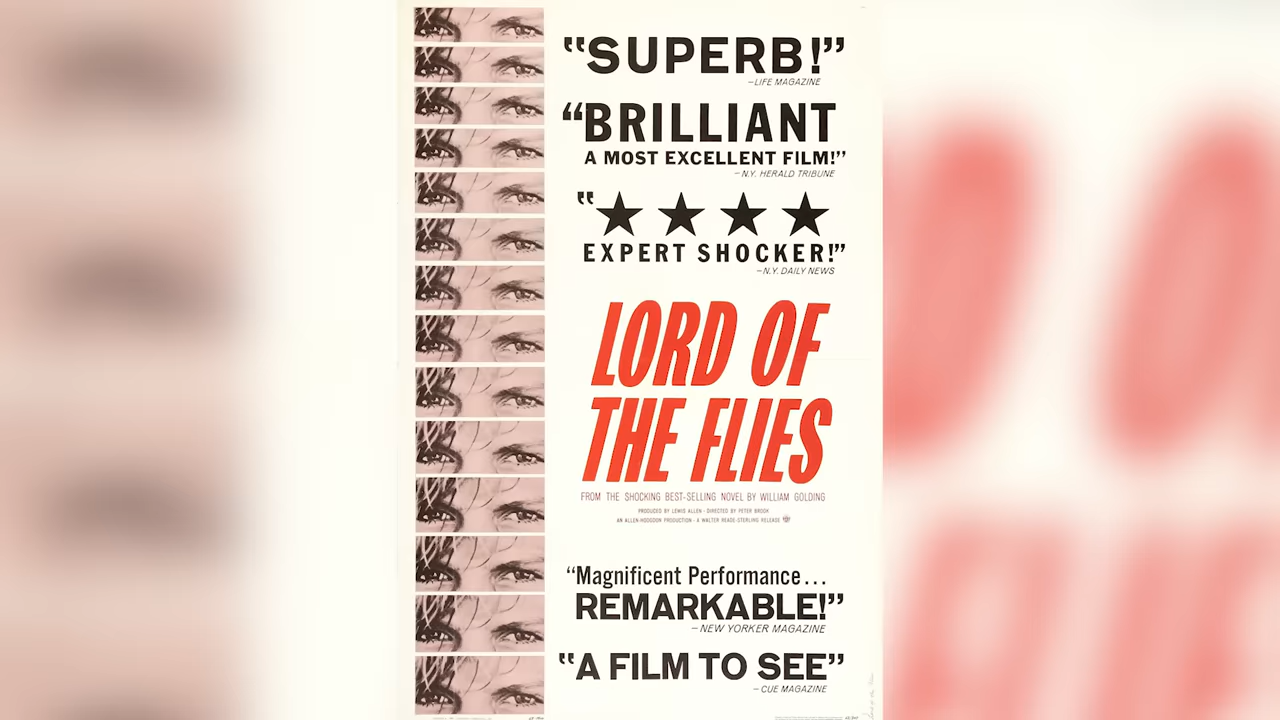 “SUPERB!”
–LIFE MAGAZINE
“BRILLIANT
A MOST EXCELLENT FILM!”
– N.Y. HERALD TRIBUNE
“★ ★ ★ ★
EXPERT SHOCKER!”
–N.Y. DAILY NEWS
LORD OF
THE FLIES
FROM THE SHOCKING BEST-SELLING NOVEL BY WILLIAM GOLDING
PRODUCED BY LEWIS ALLEN · DIRECTED BY PETER BROOK
AN ALLEN-HODGDON PRODUCTION · A WALTER READE-STERLING RELEASE
“Magnificent Performance...
REMARKABLE!”
– NEW YORKER MAGAZINE
“A FILM TO SEE”
– CUE MAGAZINE